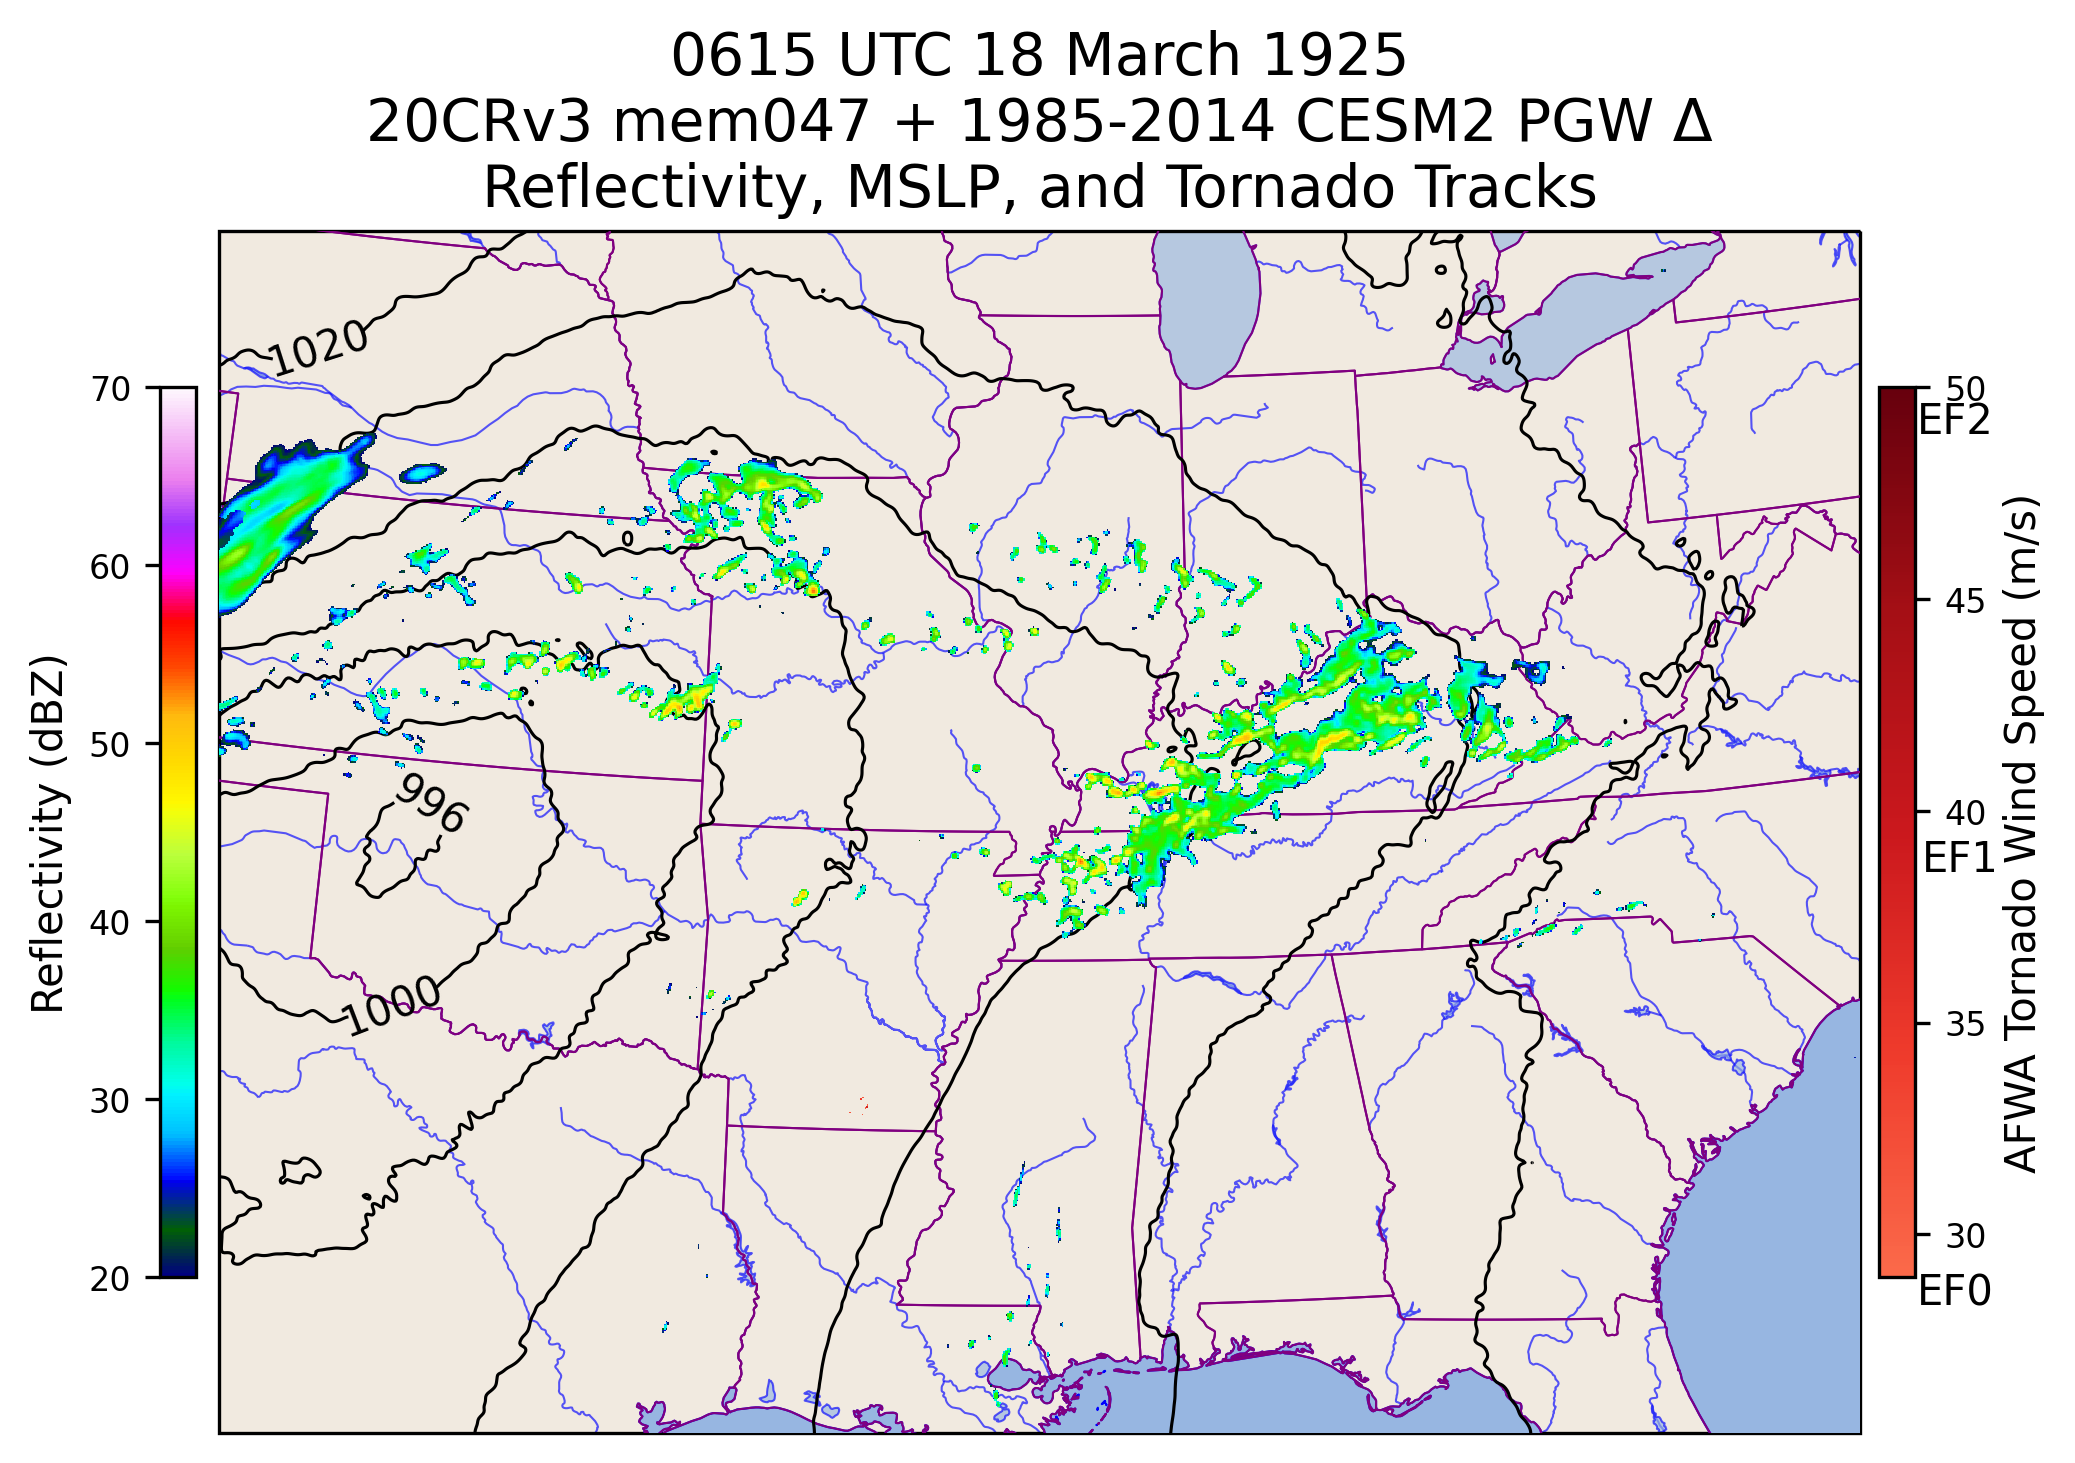 0615 UTC 18 March 1925
20CRv3 mem047 + 1985-2014 CESM2 PGW Δ
Reflectivity, MSLP, and Tornado Tracks
1020
996
1000
70
60
50
40
30
20
Reflectivity (dBZ)
50
EF2
45
40
EF1
35
30
EF0
AFWA Tornado Wind Speed (m/s)